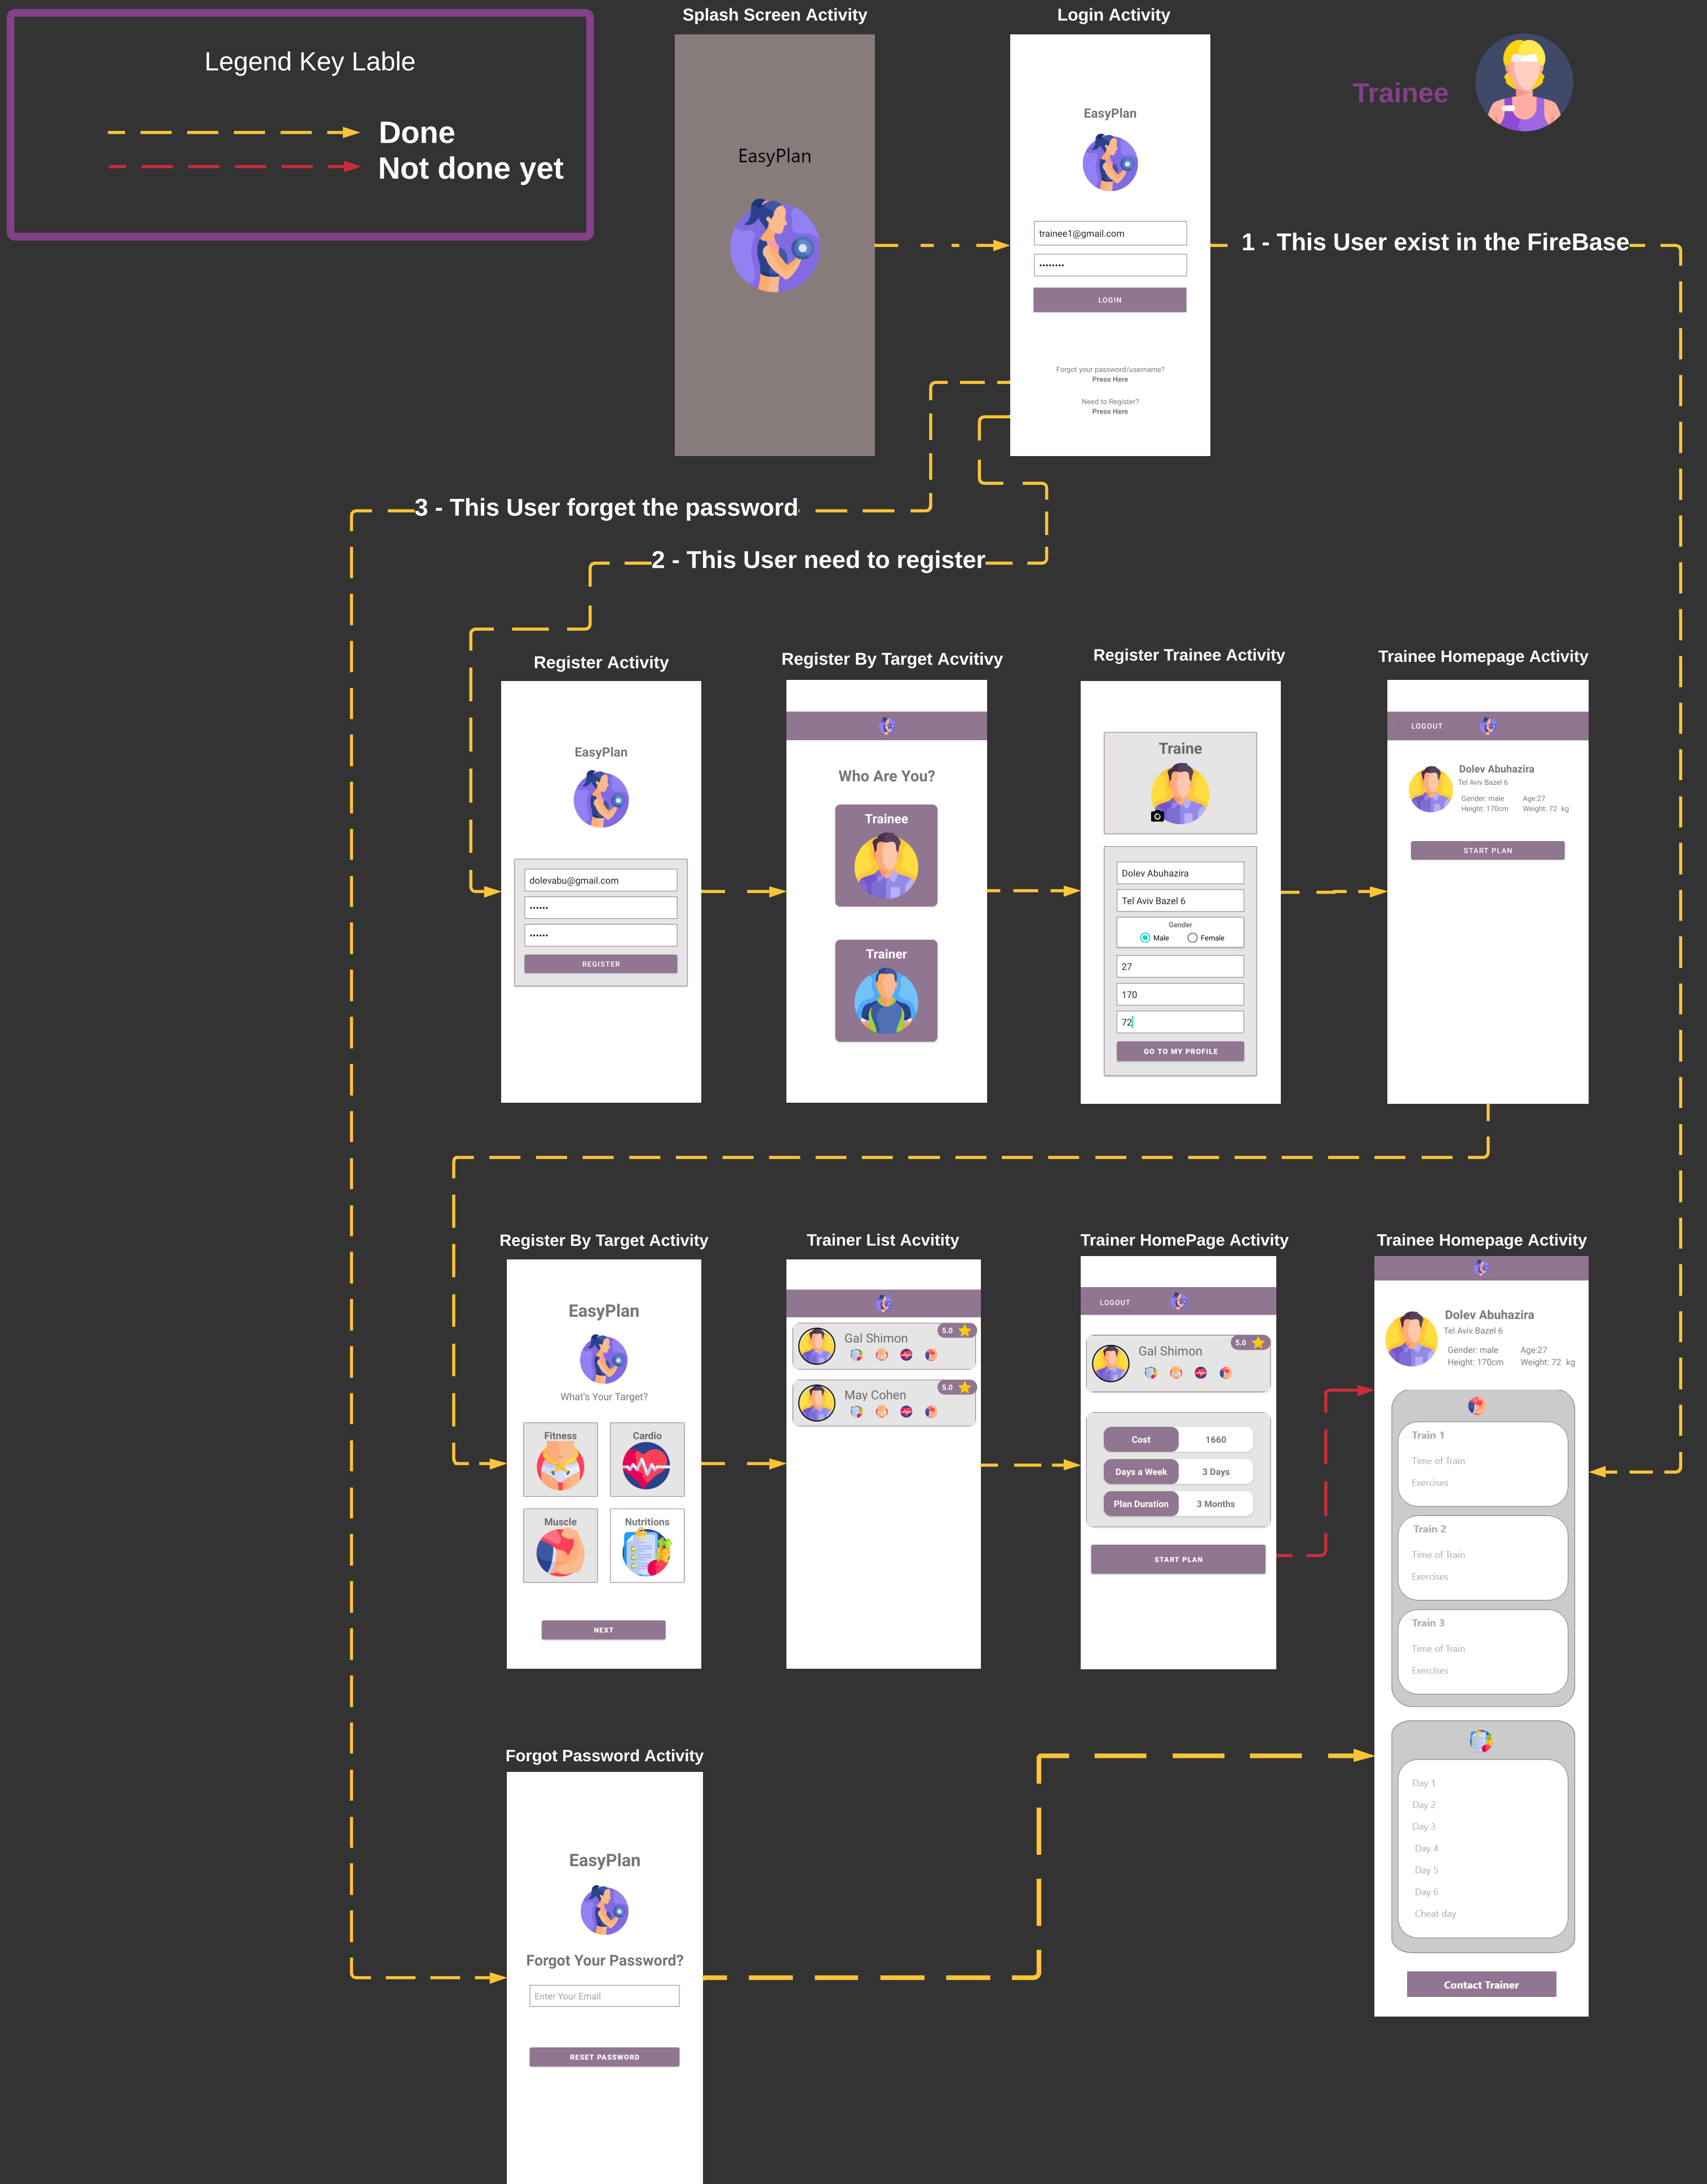 Legend Key Lable
Done
Not done yet
Splash Screen Activity
EasyPlan
Login Activity
EasyPlan
trainee1@gmail.com
••••••••
LOGIN
Forgot your password/username?
Press Here
Need to Register?
Press Here
Trainee
1 - This User exist in the FireBase
3 - This User forget the password
2 - This User need to register
Register Activity
EasyPlan
dolevabu@gmail.com
••••••
••••••
REGISTER
Register By Target Acvitivy
Who Are You?
Trainee
Trainer
Register Trainee Activity
Traine
Dolev Abuhazira
Tel Aviv Bazel 6
Gender
Male Female
27
170
72
GO TO MY PROFILE
Trainee Homepage Activity
LOGOUT
Dolev Abuhazira
Tel Aviv Bazel 6
Gender: male Age:27
Height: 170cm Weight: 72 kg
START PLAN
Register By Target Activity
EasyPlan
What's Your Target?
Fitness Cardio
Muscle Nutritions
NEXT
Trainer List Acvitity
Gal Shimon 5.0
May Cohen 5.0
Trainer HomePage Activity
LOGOUT
Gal Shimon 5.0
Cost 1660
Days a Week 3 Days
Plan Duration 3 Months
START PLAN
Trainee Homepage Activity
Dolev Abuhazira
Tel Aviv Bazel 6
Gender: male Age:27
Height: 170cm Weight: 72 kg
Train 1
Time of Train
Exercises
Train 2
Time of Train
Exercises
Train 3
Time of Train
Exercises
Day 1
Day 2
Day 3
Day 4
Day 5
Day 6
Cheat day
Contact Trainer
Forgot Password Activity
EasyPlan
Forgot Your Password?
Enter Your Email
RESET PASSWORD